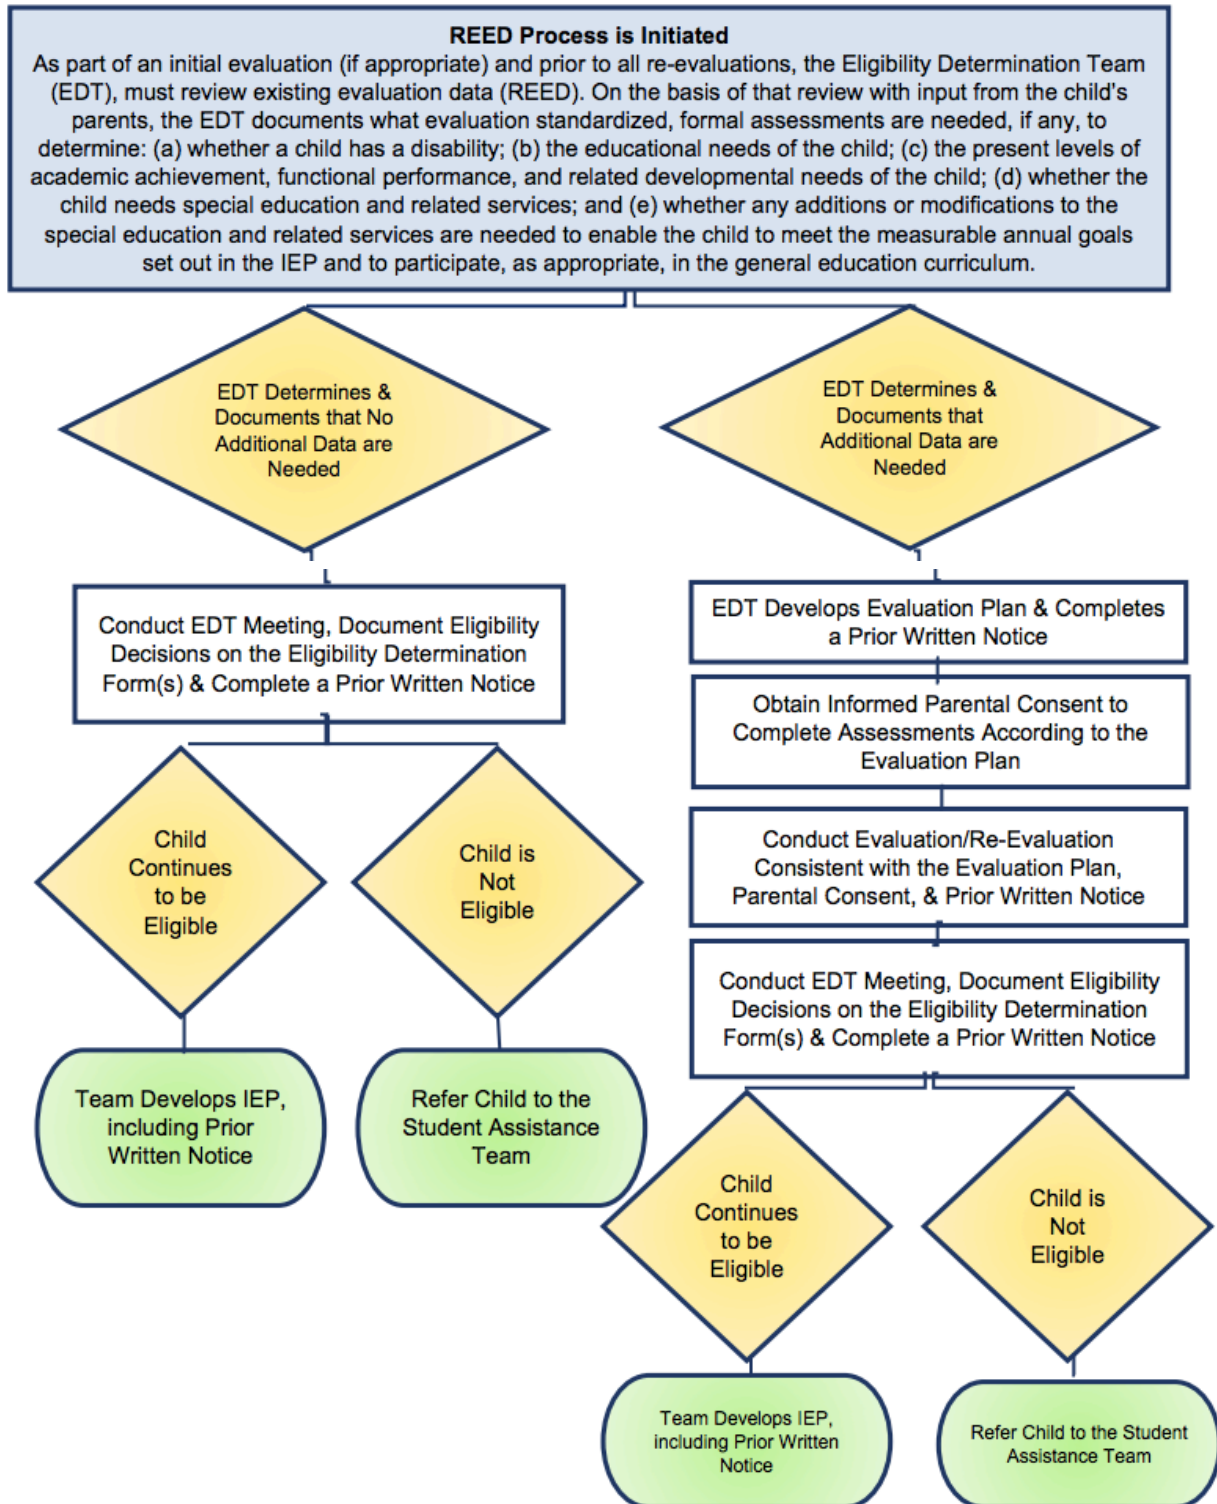 REED Process is Initiated
As part of an initial evaluation (if appropriate) and prior to all re-evaluations, the Eligibility Determination Team
(EDT), must review existing evaluation data (REED). On the basis of that review with input from the child's
parents, the EDT documents what evaluation standardized, formal assessments are needed, if any, to
determine: (a) whether a child has a disability; (b) the educational needs of the child; (c) the present levels of
academic achievement, functional performance, and related developmental needs of the child; (d) whether the
child needs special education and related services; and (e) whether any additions or modifications to the
special education and related services are needed to enable the child to meet the measurable annual goals
set out in the IEP and to participate, as appropriate, in the general education curriculum.
EDT Determines &
Documents that No
Additional Data are
Needed
EDT Determines &
Documents that
Additional Data are
Needed
Conduct EDT Meeting, Document Eligibility
Decisions on the Eligibility Determination
Form(s) & Complete a Prior Written Notice
Child
Continues
to be
Eligible
Child is
Not
Eligible
Team Develops IEP,
including Prior
Written Notice
Refer Child to the
Student Assistance
Team
EDT Develops Evaluation Plan & Completes
a Prior Written Notice
Obtain Informed Parental Consent to
Complete Assessments According to the
Evaluation Plan
Conduct Evaluation/Re-Evaluation
Consistent with the Evaluation Plan,
Parental Consent, & Prior Written Notice
Conduct EDT Meeting, Document Eligibility
Decisions on the Eligibility Determination
Form(s) & Complete a Prior Written Notice
Child
Continues
to be
Eligible
Child is
Not
Eligible
Team Develops IEP,
including Prior Written
Notice
Refer Child to the Student
Assistance Team